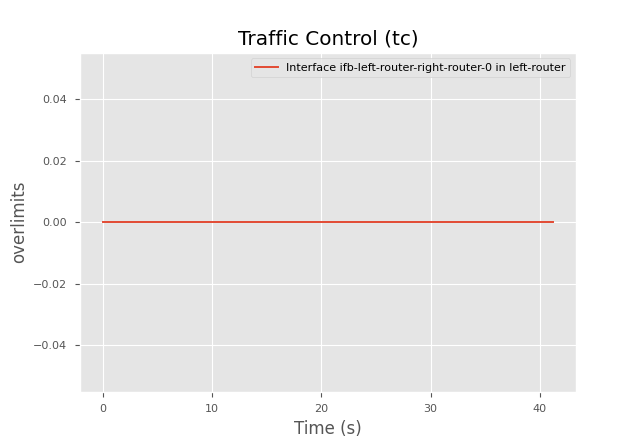 Traffic Control (tc)
Interface ifb-left-router-right-router-0 in left-router
overlimits
0.04
0.02
0.00
−0.02
−0.04
0 10 20 30 40
Time (s)